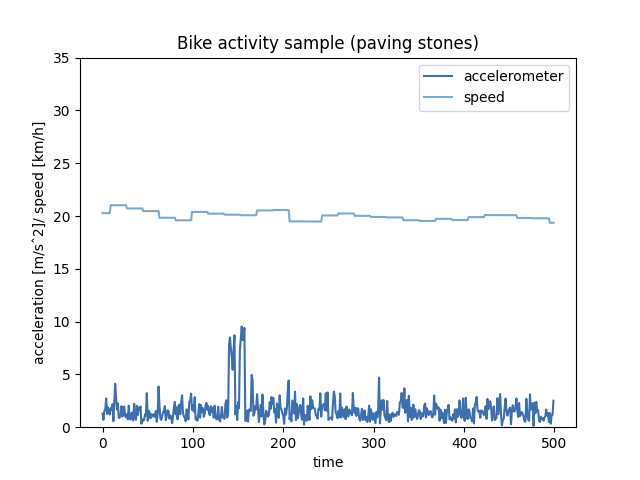 Bike activity sample (paving stones)
accelerometer
speed
acceleration [m/s^2]/ speed [km/h]
35
30
25
20
15
10
5
0
0 100 200 300 400 500
time